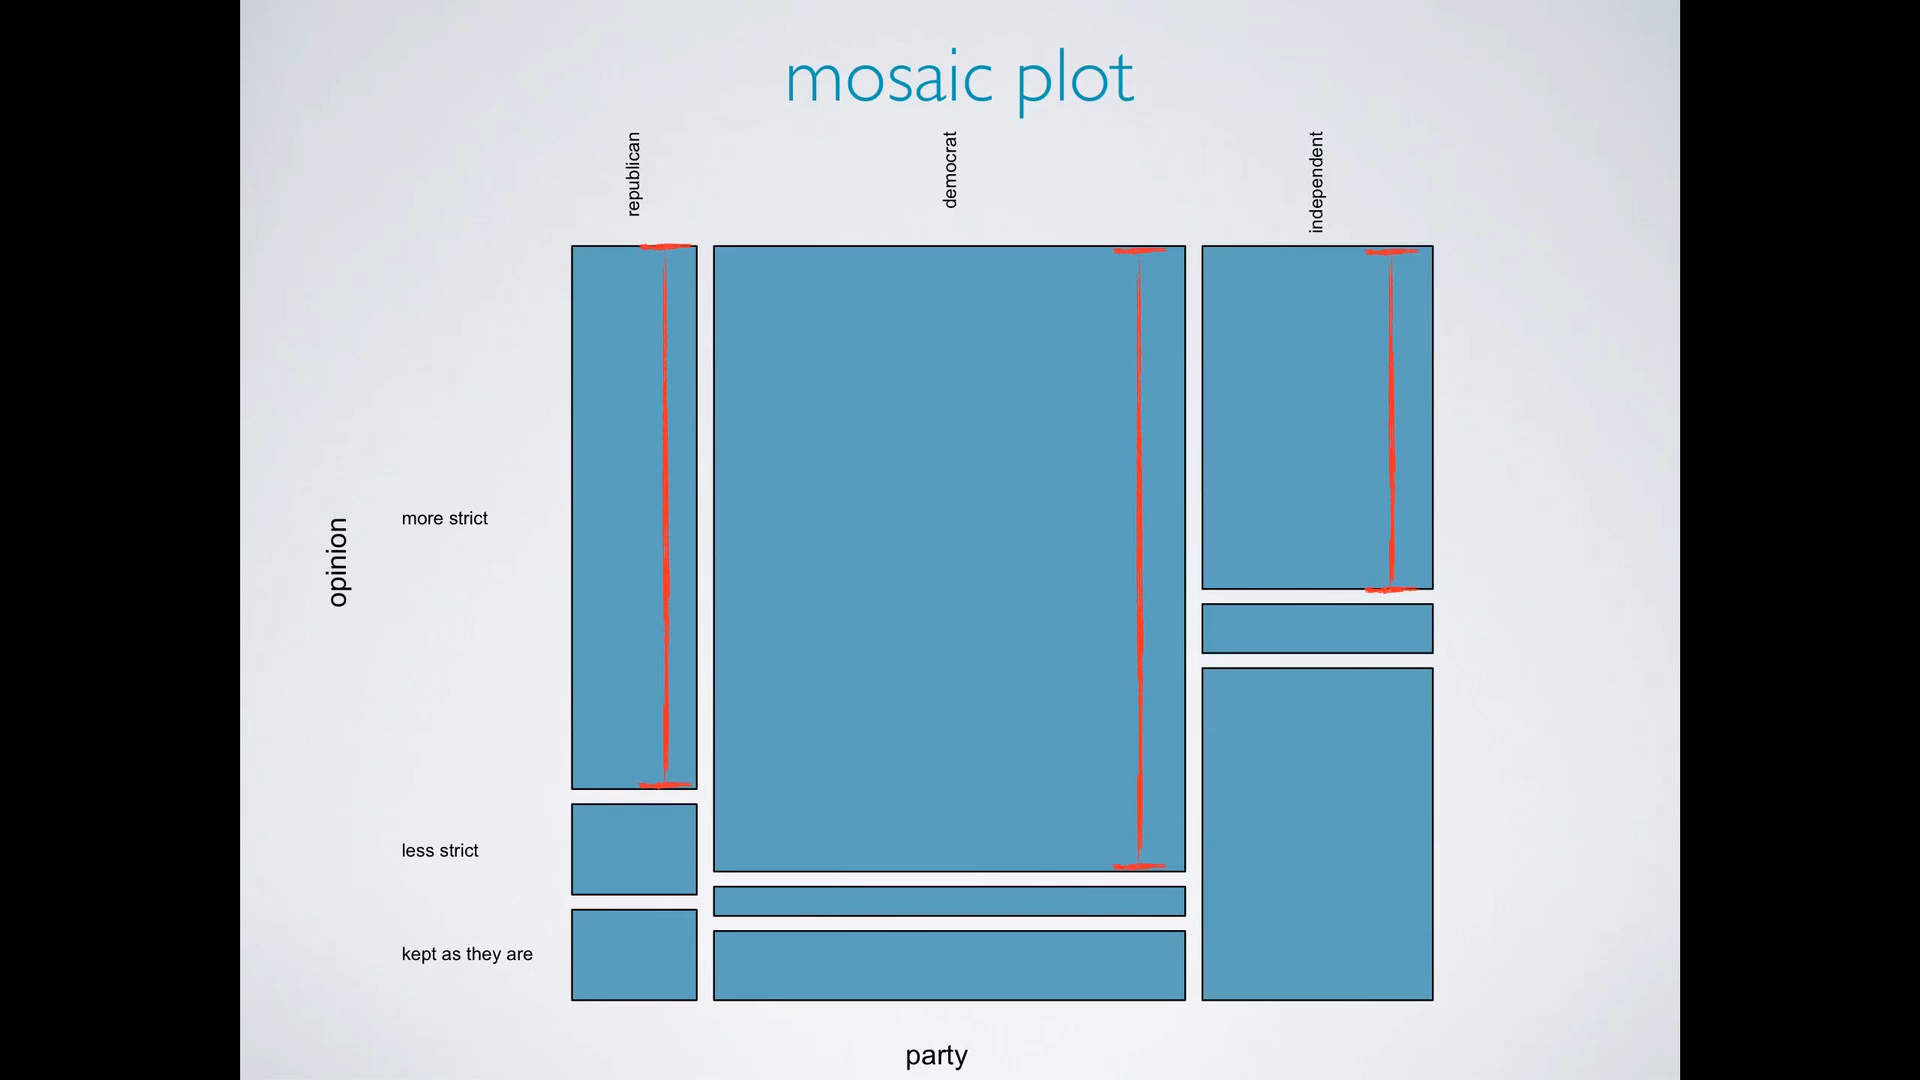 mosaic plot
republican
democrat
independent
opinion
more strict
less strict
kept as they are
party